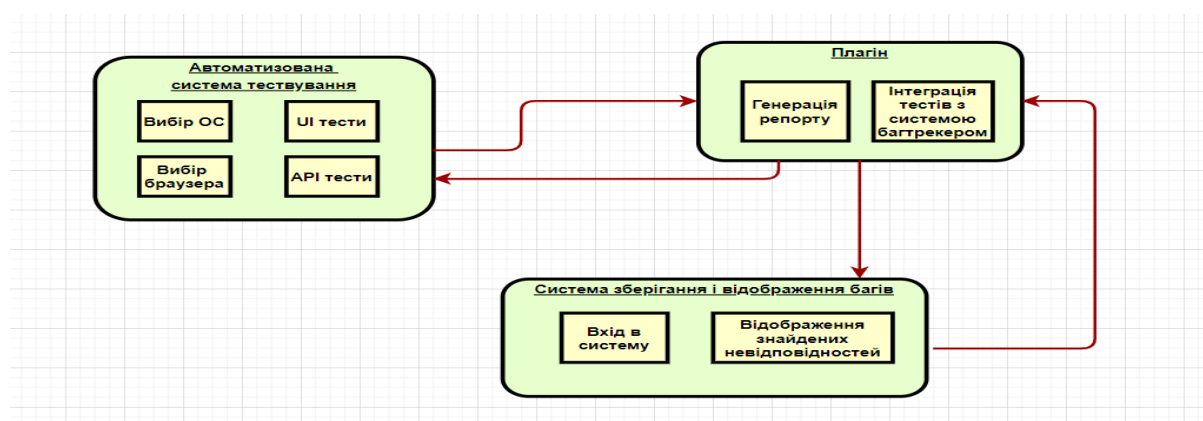 Автоматизована
система тествування
Вибір ОС
UI тести
Вибір
браузера
API тести
Плагін
Генерація
репорту
Інтеграція
тестів з
системою
багтрекером
Система зберігання і відображення багів
Вхід в
систему
Відображення
знайдених
невідповідностей